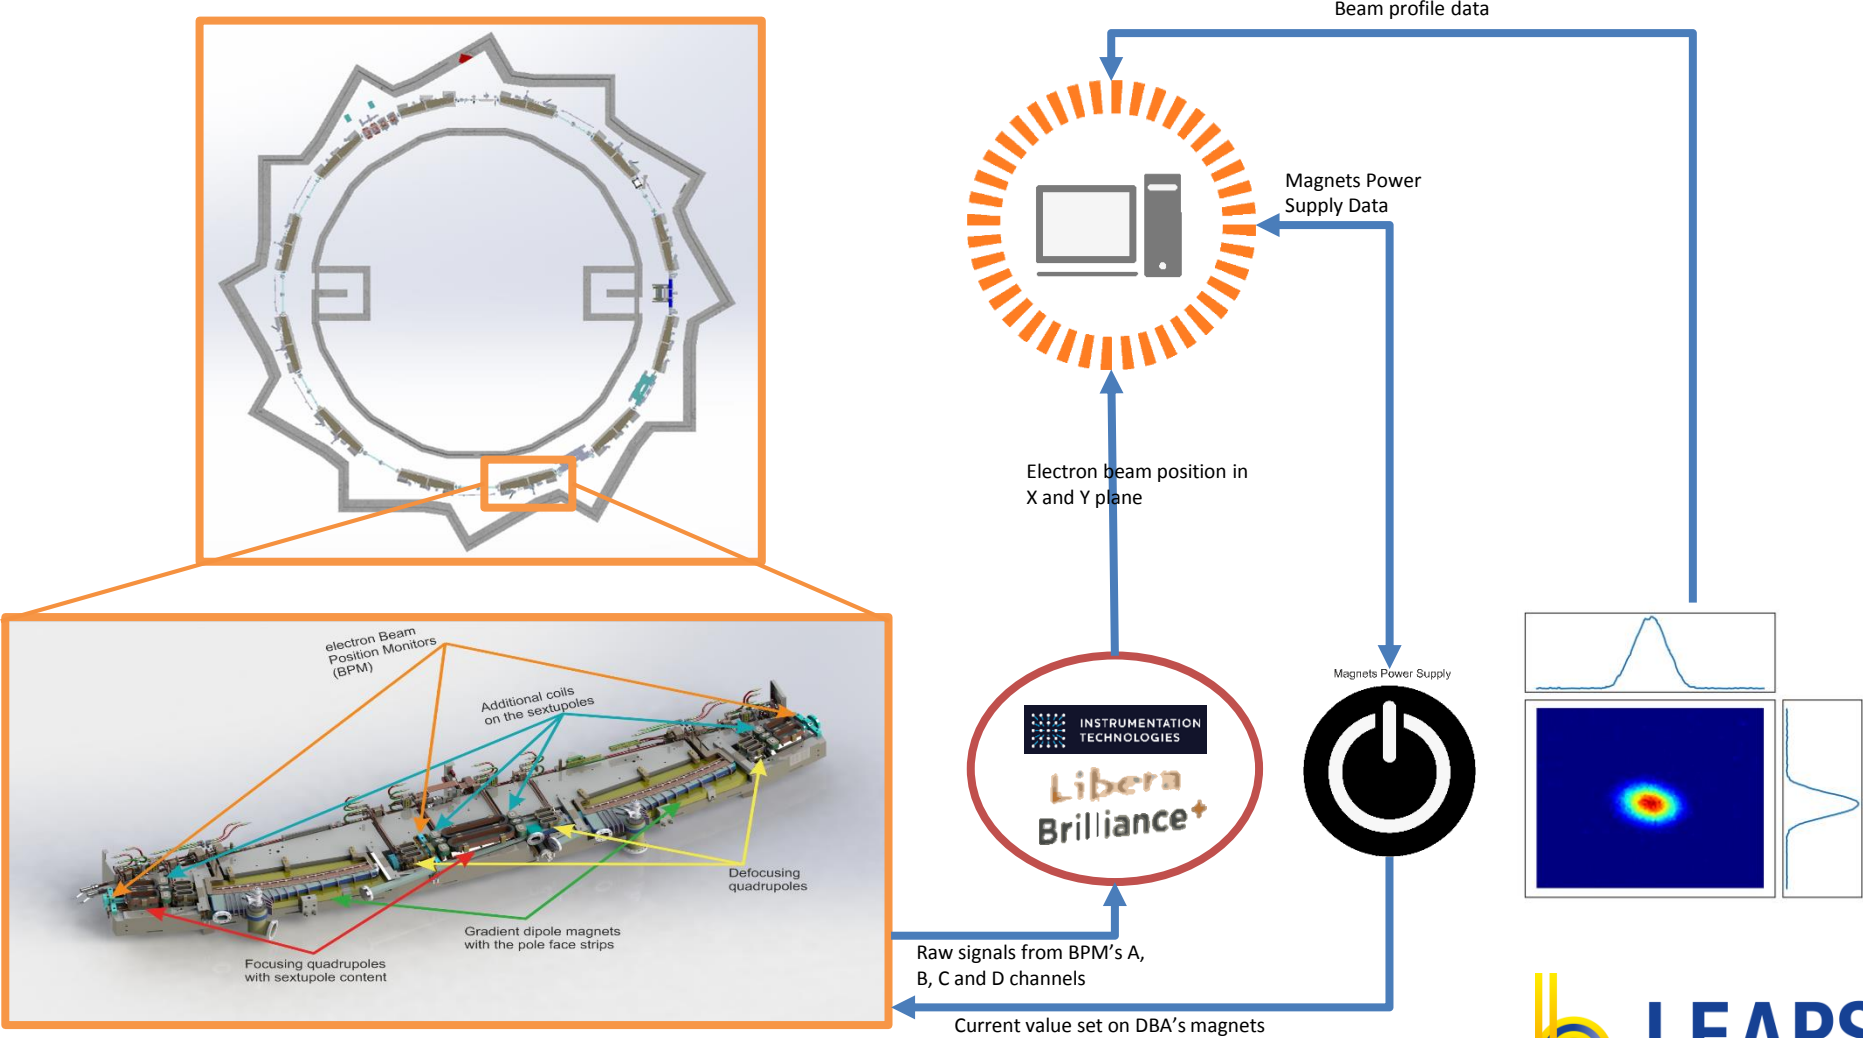 Beam profile data
Magnets Power
Supply Data
Electron beam position in
X and Y plane
electron Beam
Position Monitors
(BPM)
Additional coils
on the sextupoles
Defocusing
quadrupoles
Gradient dipole magnets
with the pole face strips
Focusing quadrupoles
with sextupole content
Magnets Power Supply
INSTRUMENTATION
TECHNOLOGIES
Libera
Brilliance+
Raw signals from BPM's A,
B, C and D channels
Current value set on DBA's magnets
LEAPS